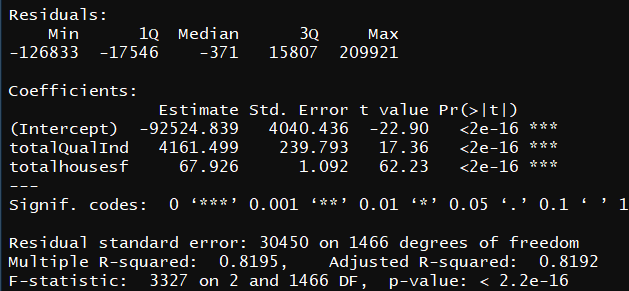 Residuals:
    Min      1Q  Median      3Q     Max
-126833  -17546    -371   15807  209921

Coefficients:
              Estimate Std. Error t value Pr(>|t|)
(Intercept)  -92524.839   4040.436  -22.90   <2e-16 ***
totalQualInd   4161.499    239.793   17.36   <2e-16 ***
totalhousesf     67.926      1.092   62.23   <2e-16 ***
---
Signif. codes:  0 ‘***’ 0.001 ‘**’ 0.01 ‘*’ 0.05 ‘.’ 0.1 ‘ ’ 1

Residual standard error: 30450 on 1466 degrees of freedom
Multiple R-squared:  0.8195,    Adjusted R-squared:  0.8192
F-statistic:  3327 on 2 and 1466 DF,  p-value: < 2.2e-16